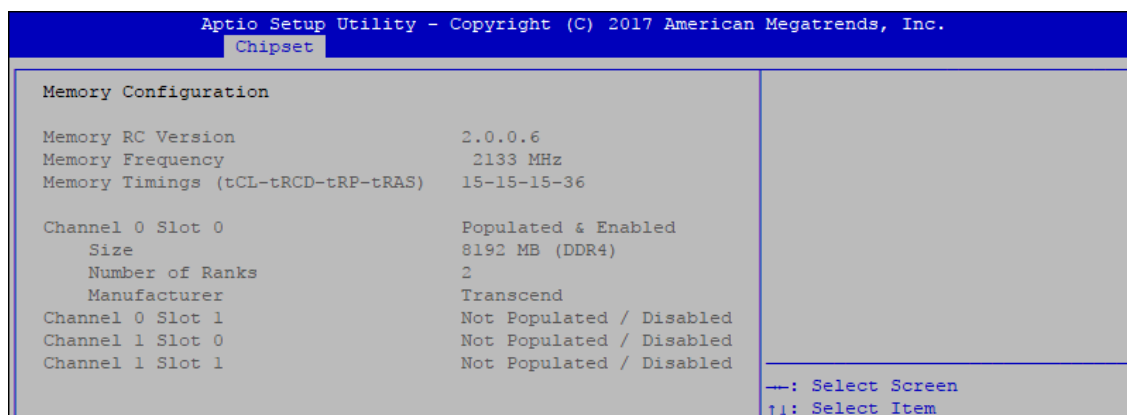 Aptio Setup Utility - Copyright (C) 2017 American Megatrends, Inc.
Chipset
Memory Configuration
Memory RC Version 2.0.0.6
Memory Frequency 2133 MHz
Memory Timings (tCL-tRCD-tRP-tRAS) 15-15-15-36
Channel 0 Slot 0 Populated & Enabled
Size 8192 MB (DDR4)
Number of Ranks 2
Manufacturer Transcend
Channel 0 Slot 1 Not Populated / Disabled
Channel 1 Slot 0 Not Populated / Disabled
Channel 1 Slot 1 Not Populated / Disabled
→←: Select Screen
↑↓: Select Item